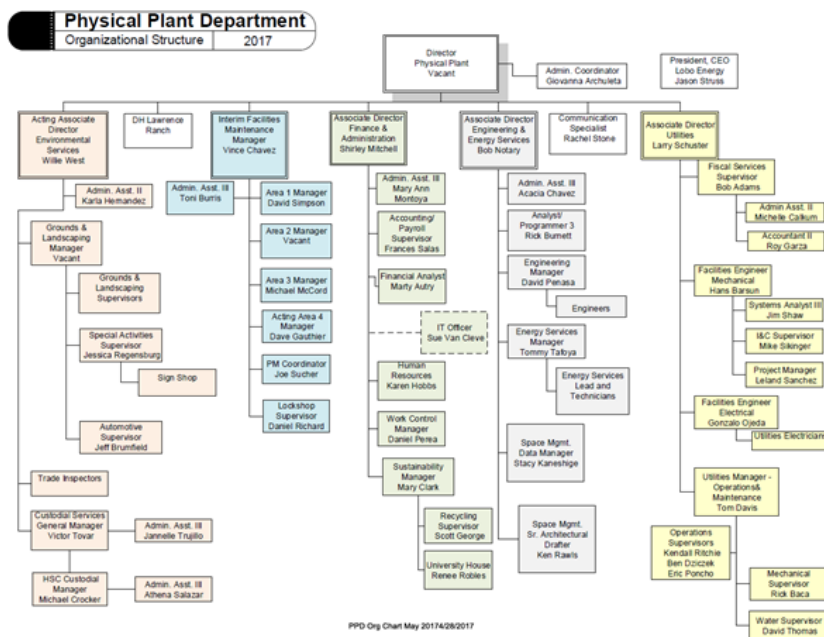 Physical Plant Department
Organizational Structure
2017
Director
Physical Plant
Vacant
Admin. Coordinator
Giovanna Archuleta
President, CEO
Lobo Energy
Jason Struss
Acting Associate
Director
Environmental
Services
Willie West
DH Lawrence
Ranch
Interim Facilities
Maintenance
Manager
Vince Chavez
Associate Director
Finance &
Administration
Shirley Mitchell
Associate Director
Engineering &
Energy Services
Bob Notary
Communication
Specialist
Rachel Stone
Associate Director
Utilities
Larry Schuster
Admin. Asst. II
Karla Hernandez
Grounds &
Landscaping
Manager
Vacant
Grounds &
Landscaping
Supervisors
Special Activities
Supervisor
Jessica Regensburg
Sign Shop
Automotive
Supervisor
Jeff Brumfield
Trade Inspectors
Custodial Services
General Manager
Victor Tovar
Admin. Asst. III
Jannelle Trujillo
HSC Custodial
Manager
Michael Crocker
Admin. Asst. III
Athena Salazar
Admin. Asst. III
Toni Burris
Area 1 Manager
David Simpson
Area 2 Manager
Vacant
Area 3 Manager
Michael McCord
Acting Area 4
Manager
Dave Gauthier
PM Coordinator
Joe Sucher
Lockshop
Supervisor
Daniel Richard
Admin. Asst. III
Mary Ann
Montoya
Accounting/
Payroll
Supervisor
Frances Salas
Financial Analyst
Marty Autry
IT Officer
Sue Van Cleve
Human
Resources
Karen Hobbs
Work Control
Manager
Daniel Perea
Sustainability
Manager
Mary Clark
Recycling
Supervisor
Scott George
University House
Renee Robles
Admin. Asst. III
Acacia Chavez
Analyst/
Programmer 3
Rick Burnett
Engineering
Manager
David Penasa
Engineers
Energy Services
Manager
Tommy Tafoya
Energy Services
Lead and
Technicians
Space Mgmt.
Data Manager
Stacy Kaneshige
Space Mgmt.
Sr. Architectural
Drafter
Ken Rawls
Fiscal Services
Supervisor
Bob Adams
Admin Asst. III
Michelle Calkum
Accountant II
Roy Garza
Facilities Engineer
Mechanical
Hans Barsun
Systems Analyst III
Jim Shaw
I&C Supervisor
Mike Sikinger
Project Manager
Leland Sanchez
Facilities Engineer
Electrical
Gonzalo Ojeda
Utilities Electricians
Utilities Manager -
Operations&
Maintenance
Tom Davis
Operations
Supervisors
Kendall Ritchie
Ben Dziczek
Eric Poncho
Mechanical
Supervisor
Rick Baca
Water Supervisor
David Thomas
PPD Org Chart May 20174/28/2017